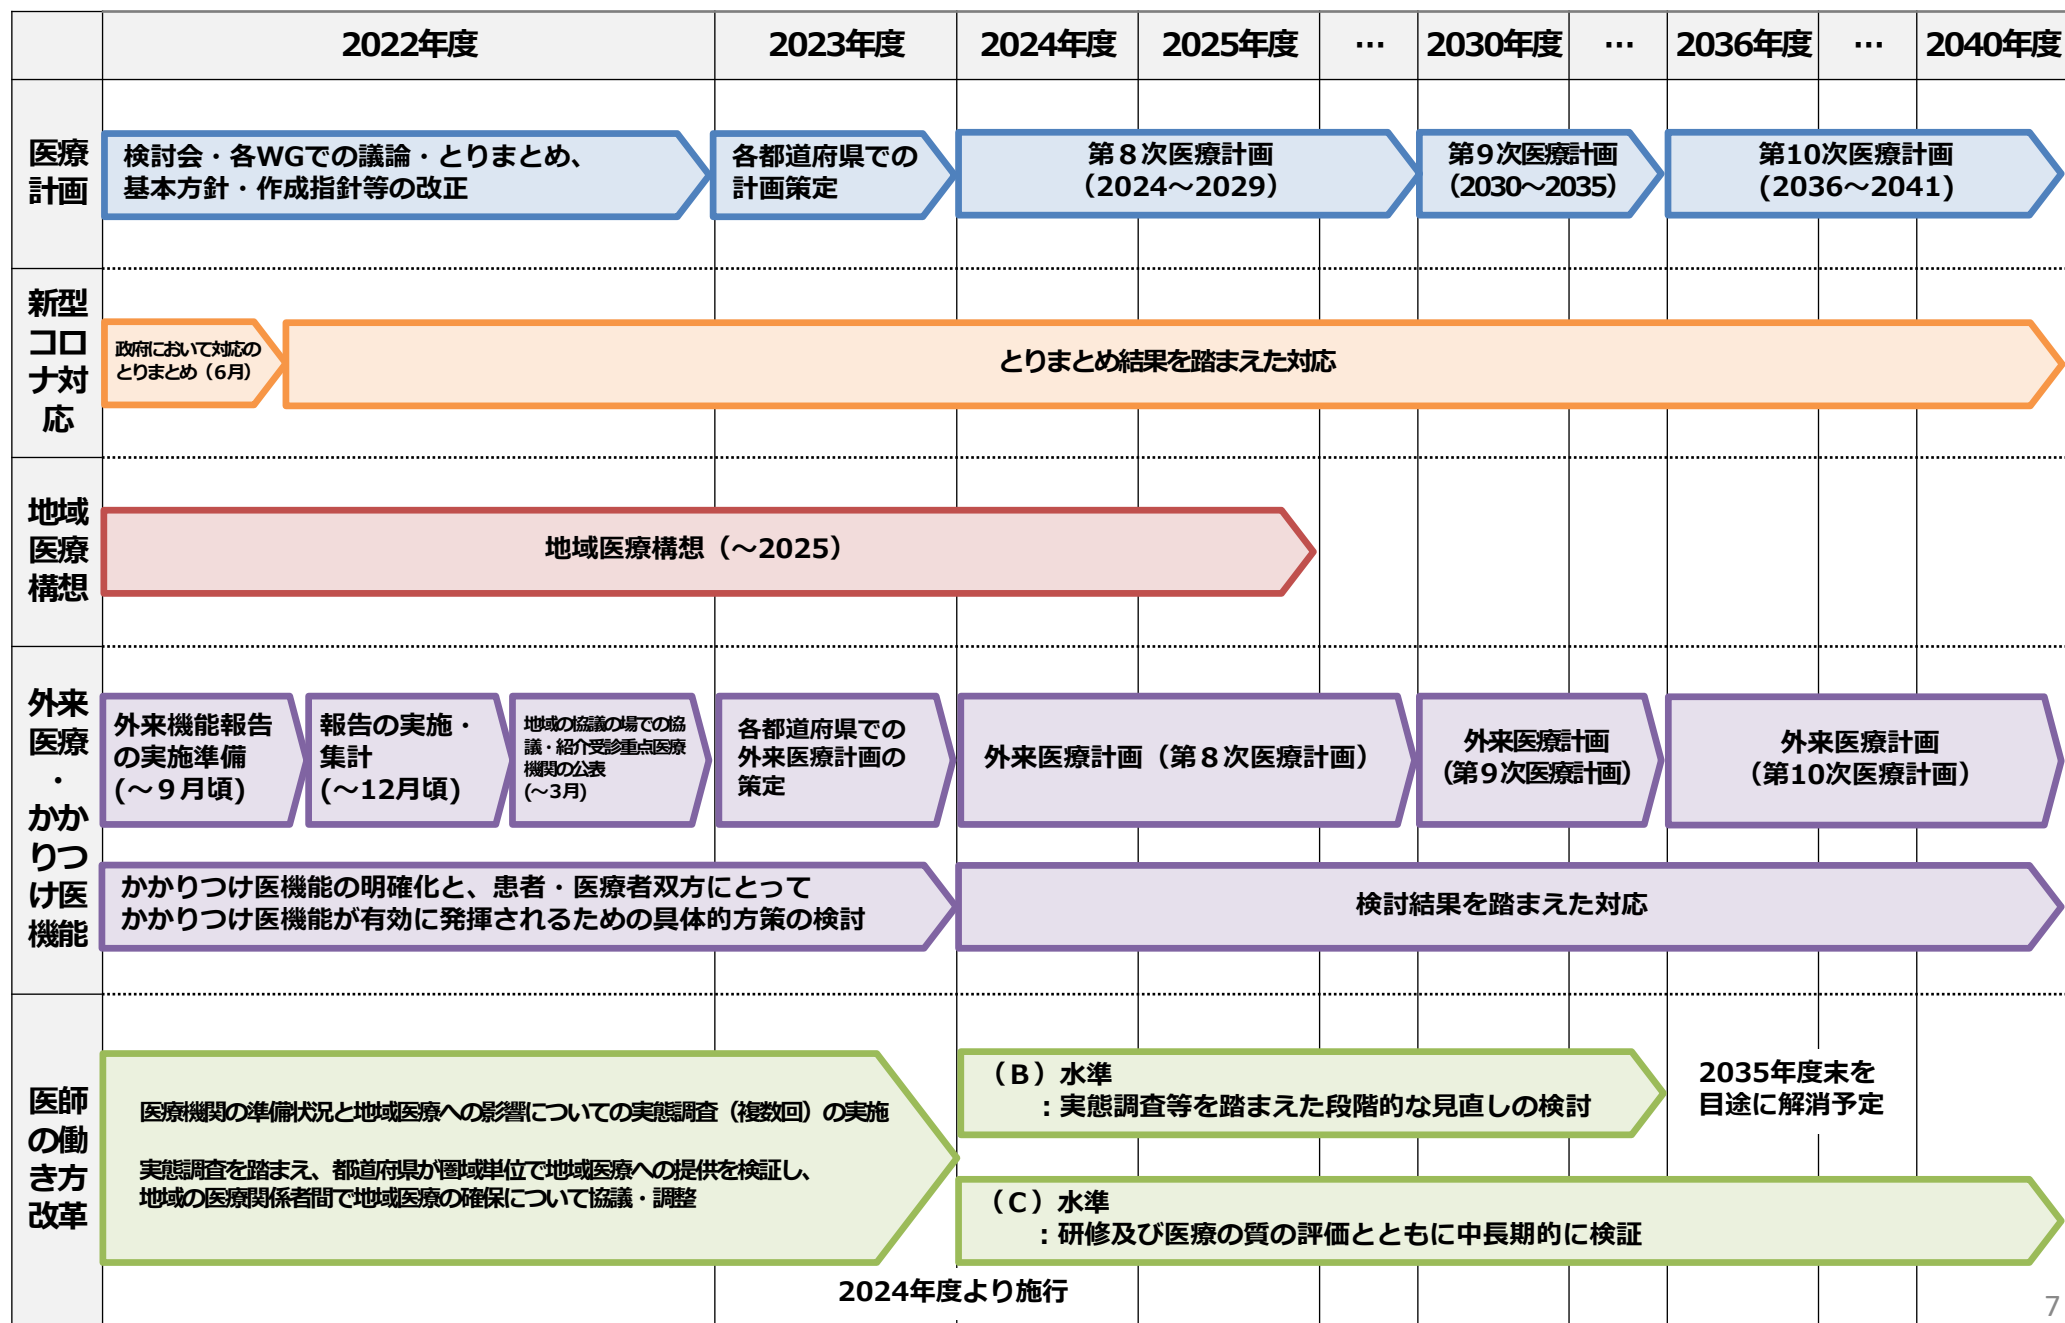 2022年度
2023年度
2024年度
2025年度
…
2030年度
…
2036年度
…
2040年度
医療
計画
検討会・各WGでの議論・とりまとめ、
基本方針・作成指針等の改正
各都道府県での
計画策定
第８次医療計画
（2024～2029）
第９次医療計画
（2030～2035）
第10次医療計画
(2036～2041)
新型
コロ
ナ対
応
政府において対応の
とりまとめ（6月）
とりまとめ結果を踏まえた対応
地域
医療
構想
地域医療構想（～2025）
外来
医療
・
かか
りつ
け医
機能
外来機能報告
の実施準備
(～９月頃)
報告の実施・
集計
(～12月頃)
地域の協議の場での協
議・紹介受診重点医療
機関の公表
(～3月)
各都道府県での
外来医療計画の
策定
外来医療計画（第８次医療計画）
外来医療計画
（第９次医療計画）
外来医療計画
（第10次医療計画）
かかりつけ医機能の明確化と、患者・医療者双方にとって
かかりつけ医機能が有効に発揮されるための具体的方策の検討
検討結果を踏まえた対応
医師
の働
き方
改革
医療機関の準備状況と地域医療への影響についての実態調査（複数回）の実施
実態調査を踏まえ、都道府県が圏域単位で地域医療への提供を検証し、
地域の医療関係者間で地域医療の確保について協議・調整
（Ｂ）水準
：実態調査等を踏まえた段階的な見直しの検討
2035年度末を
目途に解消予定
（Ｃ）水準
：研修及び医療の質の評価とともに中長期的に検証
2024年度より施行
7